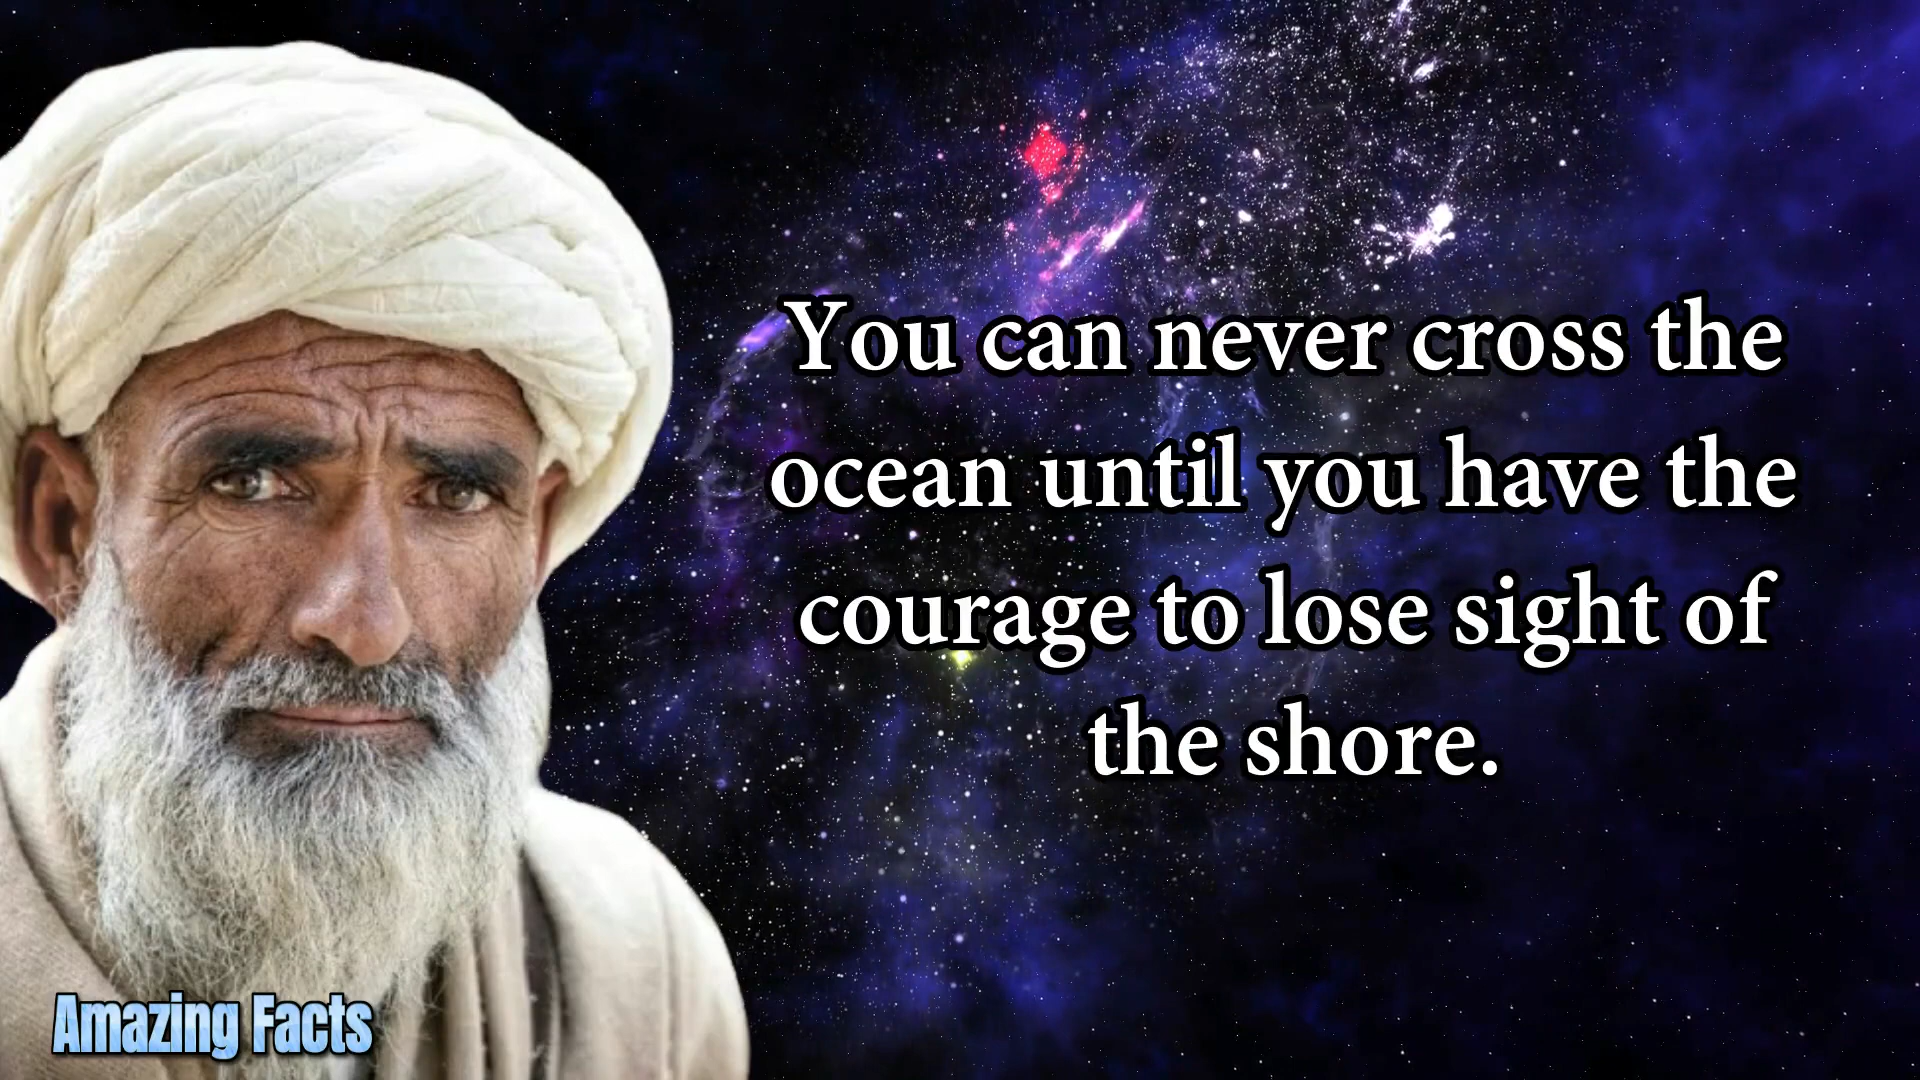 You can never cross the
ocean until you have the
courage to lose sight of
the shore.
Amazing Facts